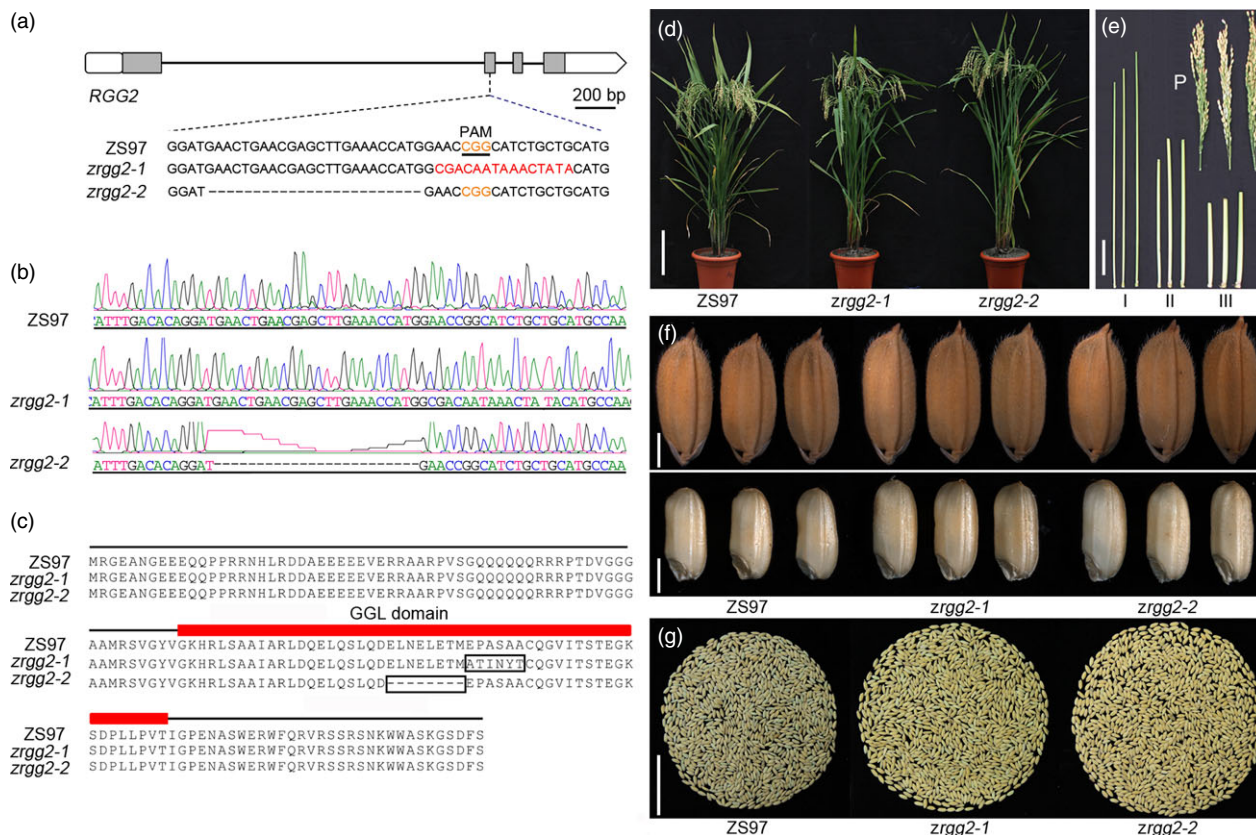 (a)
RGG2
200 bp
PAM
ZS97 GGATGAACTGAACGAGCTTGAAACCATGGAACCGGCATCTGCTGCATG
zrgg2-1 GGATGAACTGAACGAGCTTGAAACCATGGCGACAATAAACTATACATG
zrgg2-2 GGAT------------------------GAACCGGCATCTGCTGCATG
(b)
ZS97 ATTTGACACAGGATGAACTGAACGAGCTTGAAACCATGGAACCGGCATCTGCTGCATGCCAA
zrgg2-1 ATTTGACACAGGATGAACTGAACGAGCTTGAAACCATGGCGACAATAAACTA TACATGCCAA
zrgg2-2 ATTTGACACAGGAT------------------------GAACCGGCATCTGCTGCATGCCAA
(c)
ZS97 MRGEANGEEEQQPPRRNHLRDDAEEEEEVERRAARPVSGQQQQQQRRRPTDVGGG
zrgg2-1 MRGEANGEEEQQPPRRNHLRDDAEEEEEVERRAARPVSGQQQQQQRRRPTDVGGG
zrgg2-2 MRGEANGEEEQQPPRRNHLRDDAEEEEEVERRAARPVSGQQQQQQRRRPTDVGGG
GGL domain
ZS97 AAMRSVGYVGKHRLSAAIARLDQELQSLQDELNELETMEPASAACQGVITSTEGK
zrgg2-1 AAMRSVGYVGKHRLSAAIARLDQELQSLQDELNELETMATINYTCQGVITSTEGK
zrgg2-2 AAMRSVGYVGKHRLSAAIARLDQELQSLQD--------EPASAACQGVITSTEGK
ZS97 SDPLLPVTIGPENASWERWFQRVRSSRSNKWWASKGSDFS
zrgg2-1 SDPLLPVTIGPENASWERWFQRVRSSRSNKWWASKGSDFS
zrgg2-2 SDPLLPVTIGPENASWERWFQRVRSSRSNKWWASKGSDFS
(d)
ZS97 zrgg2-1 zrgg2-2
(e)
P
I II III
(f)
ZS97 zrgg2-1 zrgg2-2
(g)
ZS97 zrgg2-1 zrgg2-2